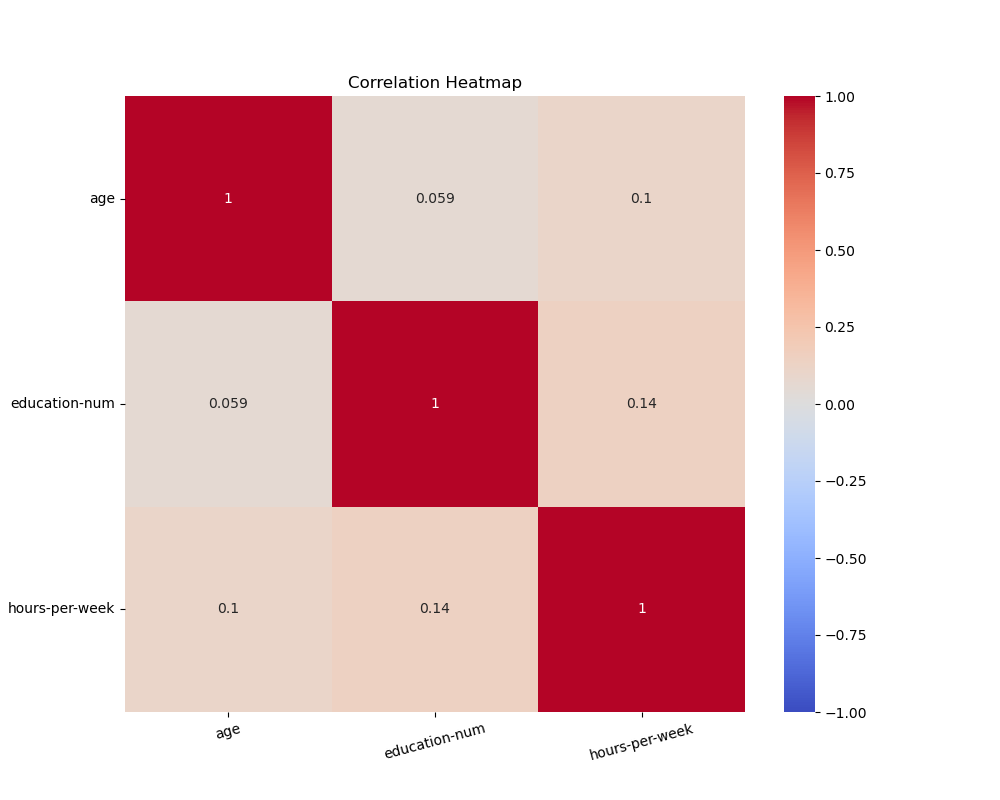 Correlation Heatmap
age
1
0.059
0.1
education-num
0.059
1
0.14
hours-per-week
0.1
0.14
1
age
education-num
hours-per-week
1.00
0.75
0.50
0.25
0.00
−0.25
−0.50
−0.75
−1.00